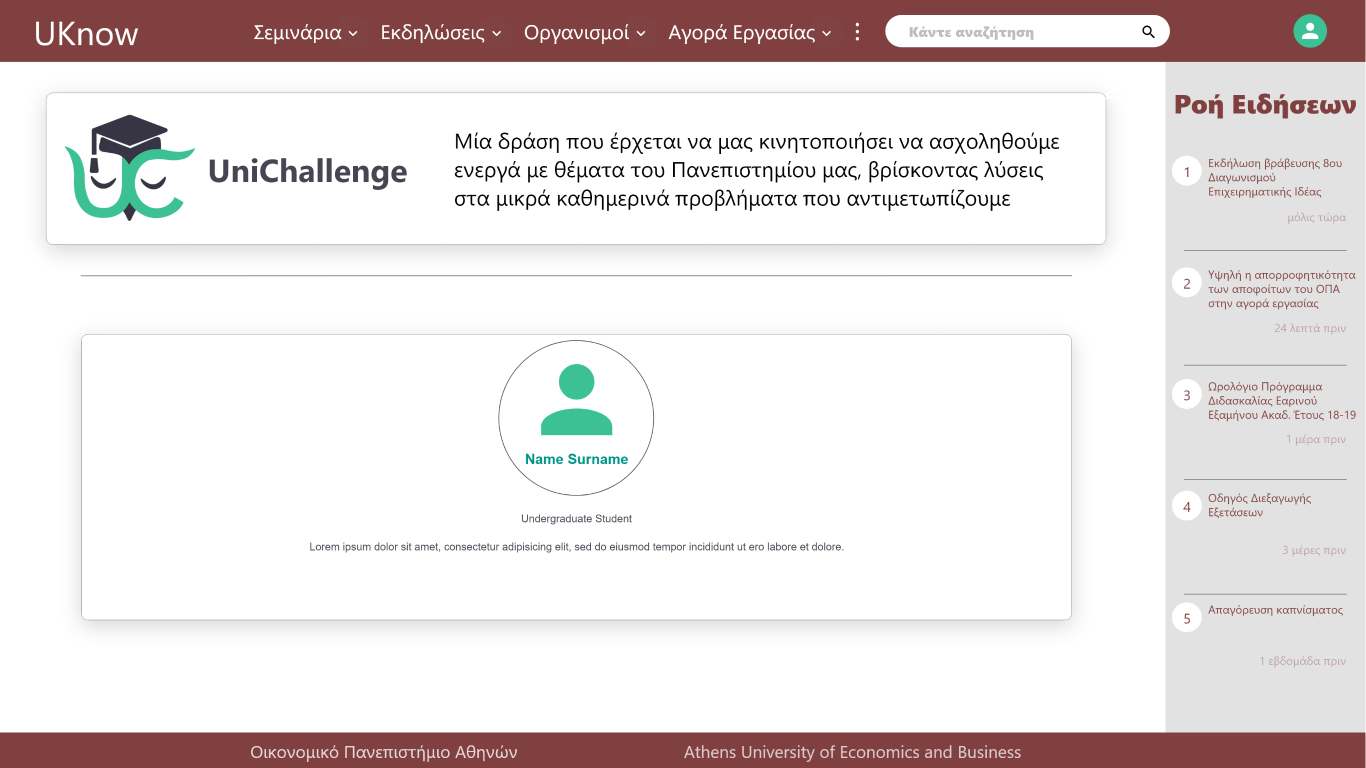 UKnow
Σεμινάρια
Εκδηλώσεις
Οργανισμοί
Αγορά Εργασίας
Κάντε αναζήτηση
UniChallenge
Μία δράση που έρχεται να μας κινητοποιήσει να ασχοληθούμε
ενεργά με θέματα του Πανεπιστημίου μας, βρίσκοντας λύσεις
στα μικρά καθημερινά προβλήματα που αντιμετωπίζουμε
Name Surname
Undergraduate Student
Lorem ipsum dolor sit amet, consectetur adipisicing elit, sed do eiusmod tempor incididunt ut ero labore et dolore.
Ροή Ειδήσεων
1
Εκδήλωση βράβευσης 8ου
Διαγωνισμού
Επιχειρηματικής Ιδέας
μόλις τώρα
2
Υψηλή η απορροφητικότητα
των αποφοίτων του ΟΠΑ
στην αγορά εργασίας
24 λεπτά πριν
3
Ωρολόγιο Πρόγραμμα
Διδασκαλίας Εαρινού
Εξαμήνου Ακαδ. Έτους 18-19
1 μέρα πριν
4
Οδηγός Διεξαγωγής
Εξετάσεων
3 μέρες πριν
5
Απαγόρευση καπνίσματος
1 εβδομάδα πριν
Οικονομικό Πανεπιστήμιο Αθηνών
Athens University of Economics and Business